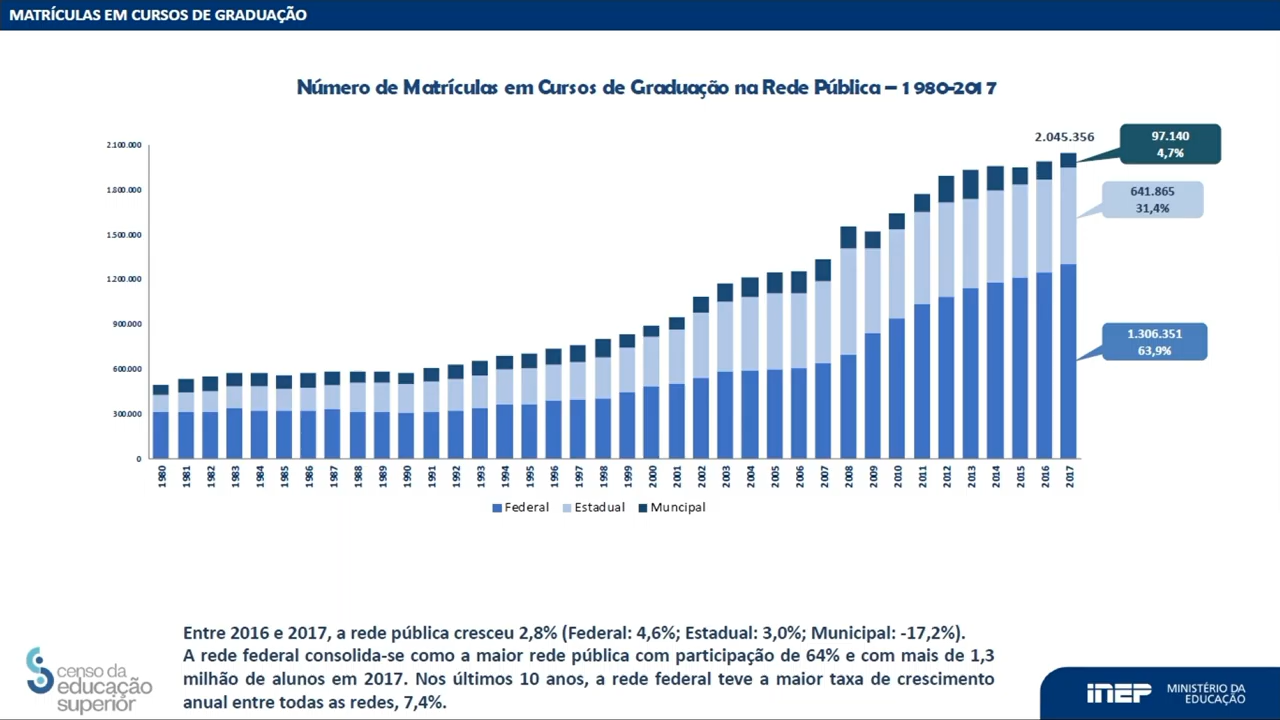 MATRÍCULAS EM CURSOS DE GRADUAÇÃO
Número de Matrículas em Cursos de Graduação na Rede Pública – 1980-2017
2.045.356
97.140
4,7%
641.865
31,4%
1.306.351
63,9%
2.100.000
1.800.000
1.500.000
1.200.000
900.000
600.000
300.000
0
1980 1981 1982 1983 1984 1985 1986 1987 1988 1989 1990 1991 1992 1993 1994 1995 1996 1997 1998 1999 2000 2001 2002 2003 2004 2005 2006 2007 2008 2009 2010 2011 2012 2013 2014 2015 2016 2017
Federal Estadual Muncipal
Entre 2016 e 2017, a rede pública cresceu 2,8% (Federal: 4,6%; Estadual: 3,0%; Municipal: -17,2%).
A rede federal consolida-se como a maior rede pública com participação de 64% e com mais de 1,3
milhão de alunos em 2017. Nos últimos 10 anos, a rede federal teve a maior taxa de crescimento
anual entre todas as redes, 7,4%.
censo da
educação
superior
inep
MINISTÉRIO DA
EDUCAÇÃO